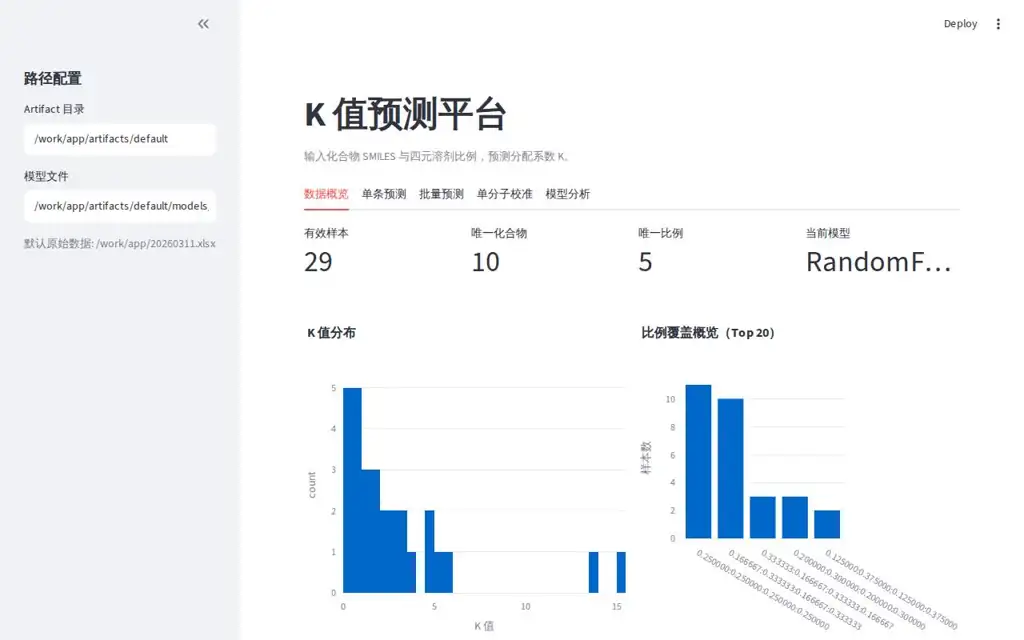 Deploy
路径配置
Artifact 目录
/work/app/artifacts/default
模型文件
/work/app/artifacts/default/models,
默认原始数据: /work/app/20260311.xlsx
K 值预测平台
输入化合物 SMILES 与四元溶剂比例，预测分配系数 K。
数据概览 单条预测 批量预测 单分子校准 模型分析
有效样本 唯一化合物 唯一比例 当前模型
29 10 5 RandomF…
K 值分布
5
4
3
2
1
0
count
0 5 10 15
K 值
比例覆盖概览（Top 20）
10
8
6
4
2
0
样本数
0.250000:0.250000:0.250000:0.250000
0.166667:0.333333:0.166667:0.333333
0.333333:0.166667:0.333333:0.166667
0.200000:0.300000:0.200000:0.300000
0.125000:0.375000:0.125000:0.375000